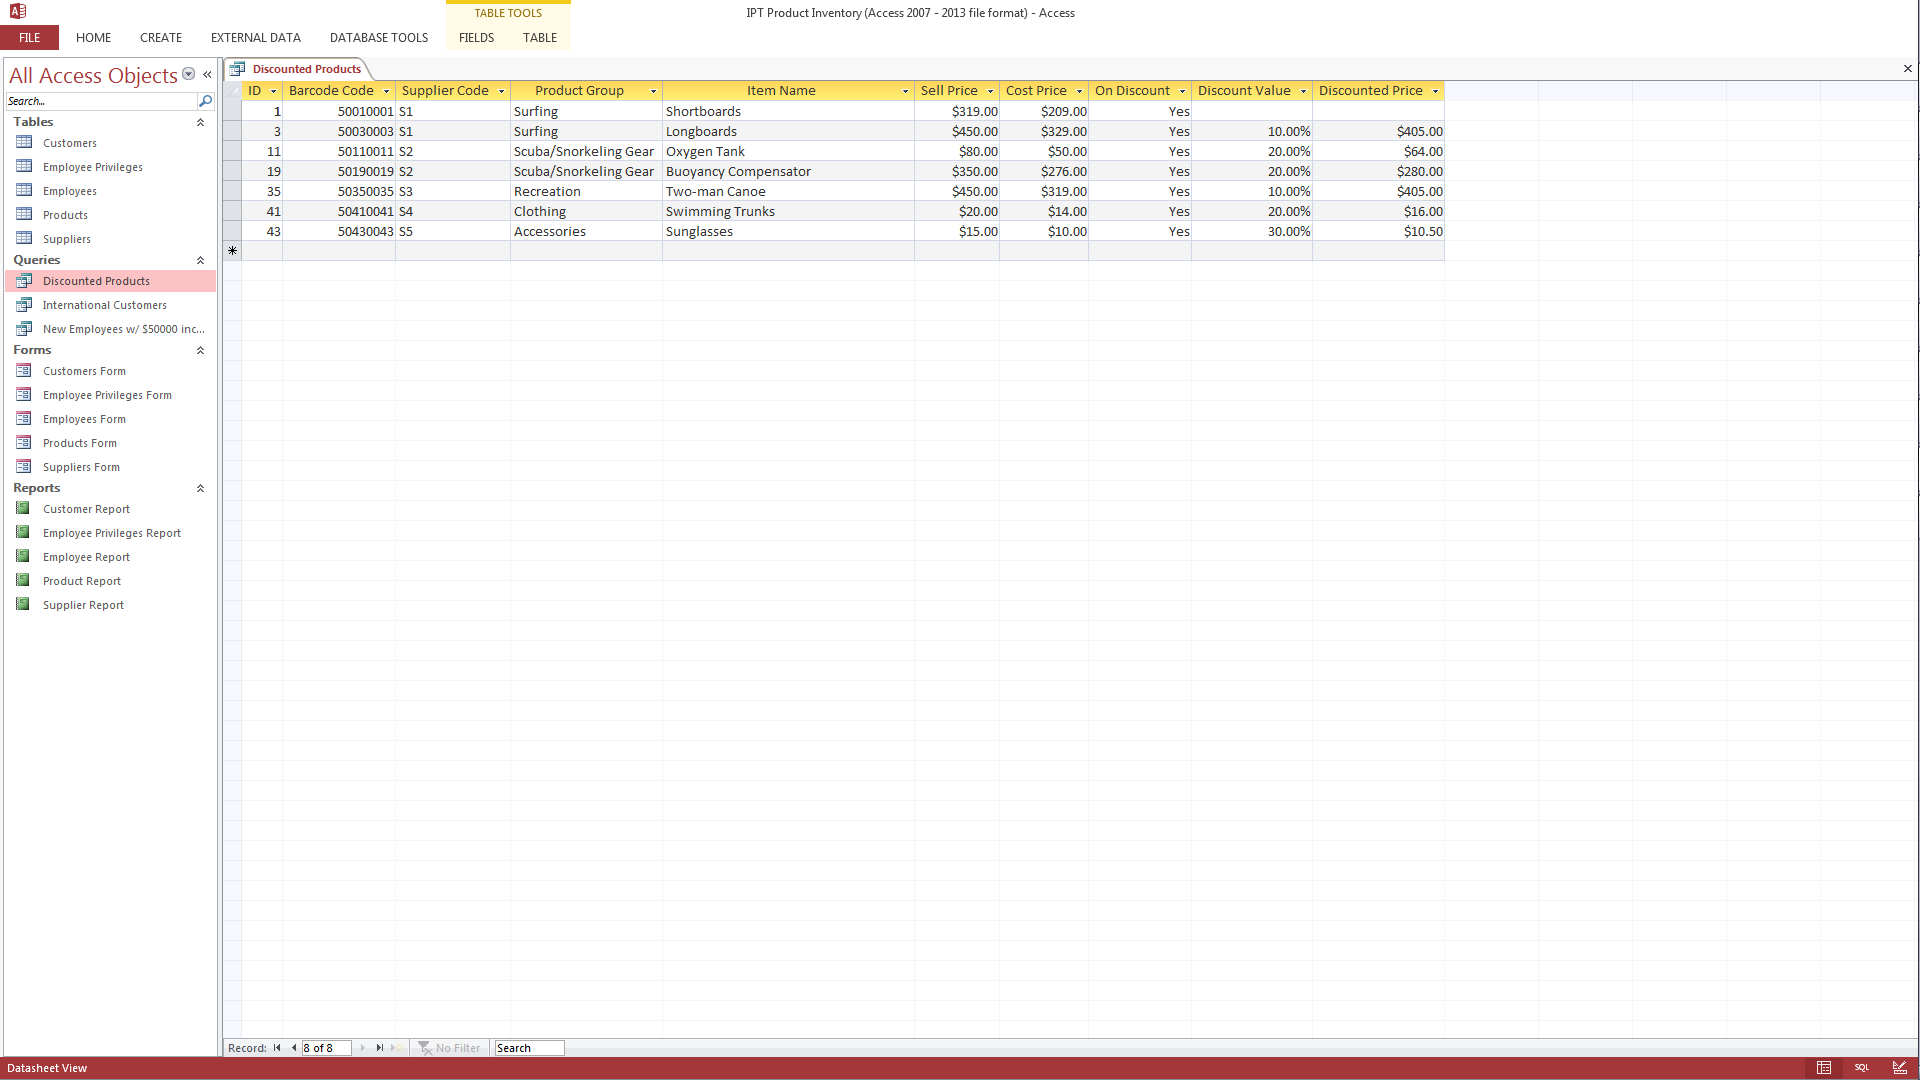 TABLE TOOLS
IPT Product Inventory (Access 2007 - 2013 file format) - Access
FILE HOME CREATE EXTERNAL DATA DATABASE TOOLS FIELDS TABLE
All Access Objects
Search...
Tables
Customers
Employee Privileges
Employees
Products
Suppliers
Queries
Discounted Products
International Customers
New Employees w/ $50000 inc...
Forms
Customers Form
Employee Privileges Form
Employees Form
Products Form
Suppliers Form
Reports
Customer Report
Employee Privileges Report
Employee Report
Product Report
Supplier Report
Discounted Products
ID Barcode Code Supplier Code Product Group Item Name Sell Price Cost Price On Discount Discount Value Discounted Price
1 50010001 S1 Surfing Shortboards $319.00 $209.00 Yes
3 50030003 S1 Surfing Longboards $450.00 $329.00 Yes 10.00% $405.00
11 50110011 S2 Scuba/Snorkeling Gear Oxygen Tank $80.00 $50.00 Yes 20.00% $64.00
19 50190019 S2 Scuba/Snorkeling Gear Buoyancy Compensator $350.00 $276.00 Yes 20.00% $280.00
35 50350035 S3 Recreation Two-man Canoe $450.00 $319.00 Yes 10.00% $405.00
41 50410041 S4 Clothing Swimming Trunks $20.00 $14.00 Yes 20.00% $16.00
43 50430043 S5 Accessories Sunglasses $15.00 $10.00 Yes 30.00% $10.50
Record: 8 of 8 No Filter Search
Datasheet View SQL